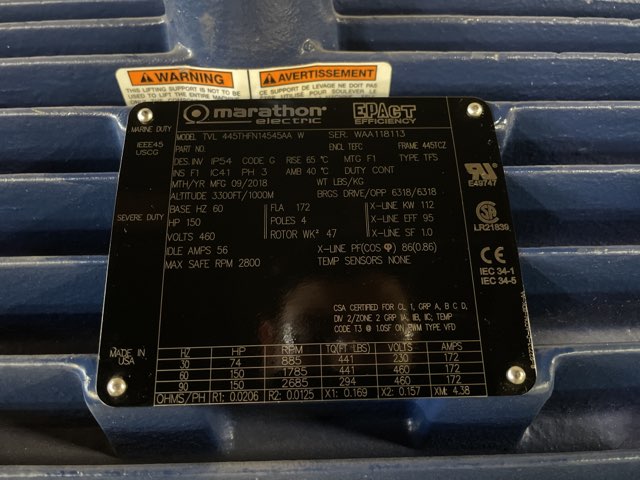 WARNING
THIS LIFTING SUPPORT IS NOT TO BE
USED TO LIFT THE ENTIRE MACHINE
AVERTISSEMENT
CE SUPPORT DE LEVAGE NE DOIT PAS
ÊTRE UTILISÉ POUR SOULEVER LE
marathon®
electric
EPACT
EFFICIENCY
MODEL TVL 445THFN14545AA W SER. WAA118113
PART NO. ENCL TEFC FRAME 445TCZ
DES.INV IP54 CODE G RISE 65 °C MTG F1 TYPE TFS
INS F1 IC41 PH 3 AMB 40 °C DUTY CONT
MTH/YR MFG 09/2018 WT LBS/KG
ALTITUDE 3300FT/1000M BRGS DRIVE/OPP 6318/6318
MARINE DUTY
IEEE45
USCG
SEVERE DUTY
MADE IN
USA
BASE HZ 60 FLA 172 X-LINE KW 112
HP 150 POLES 4 X-LINE EFF 95
VOLTS 460 ROTOR WK² 47 X-LINE SF 1.0
IDLE AMPS 56 X-LINE PF(COS φ) 86(0.86)
MAX SAFE RPM 2800 TEMP SENSORS NONE
E49747
LR21839
CE
IEC 34-1
IEC 34-5
CSA CERTIFIED FOR CL 1, GRP A, B C D,
DIV 2/ZONE 2 GRP IA, IIB, IIC; TEMP
CODE T3 @ 1.0SF ON PWM TYPE VFD
HZ HP RPM TQ(FT LBS) VOLTS AMPS
30 74 885 441 230 172
60 150 1785 441 460 172
90 150 2685 294 460 172
OHMS/PH R1: 0.0206 R2: 0.0125 X1: 0.169 X2: 0.157 XM: 4.38